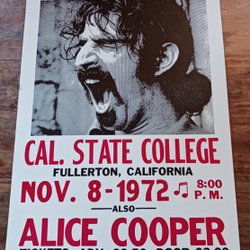 CAL. STATE COLLEGE
FULLERTON, CALIFORNIA
NOV. 8-1972 ♫ 8:00 P.M.
—ALSO—
ALICE COOPER